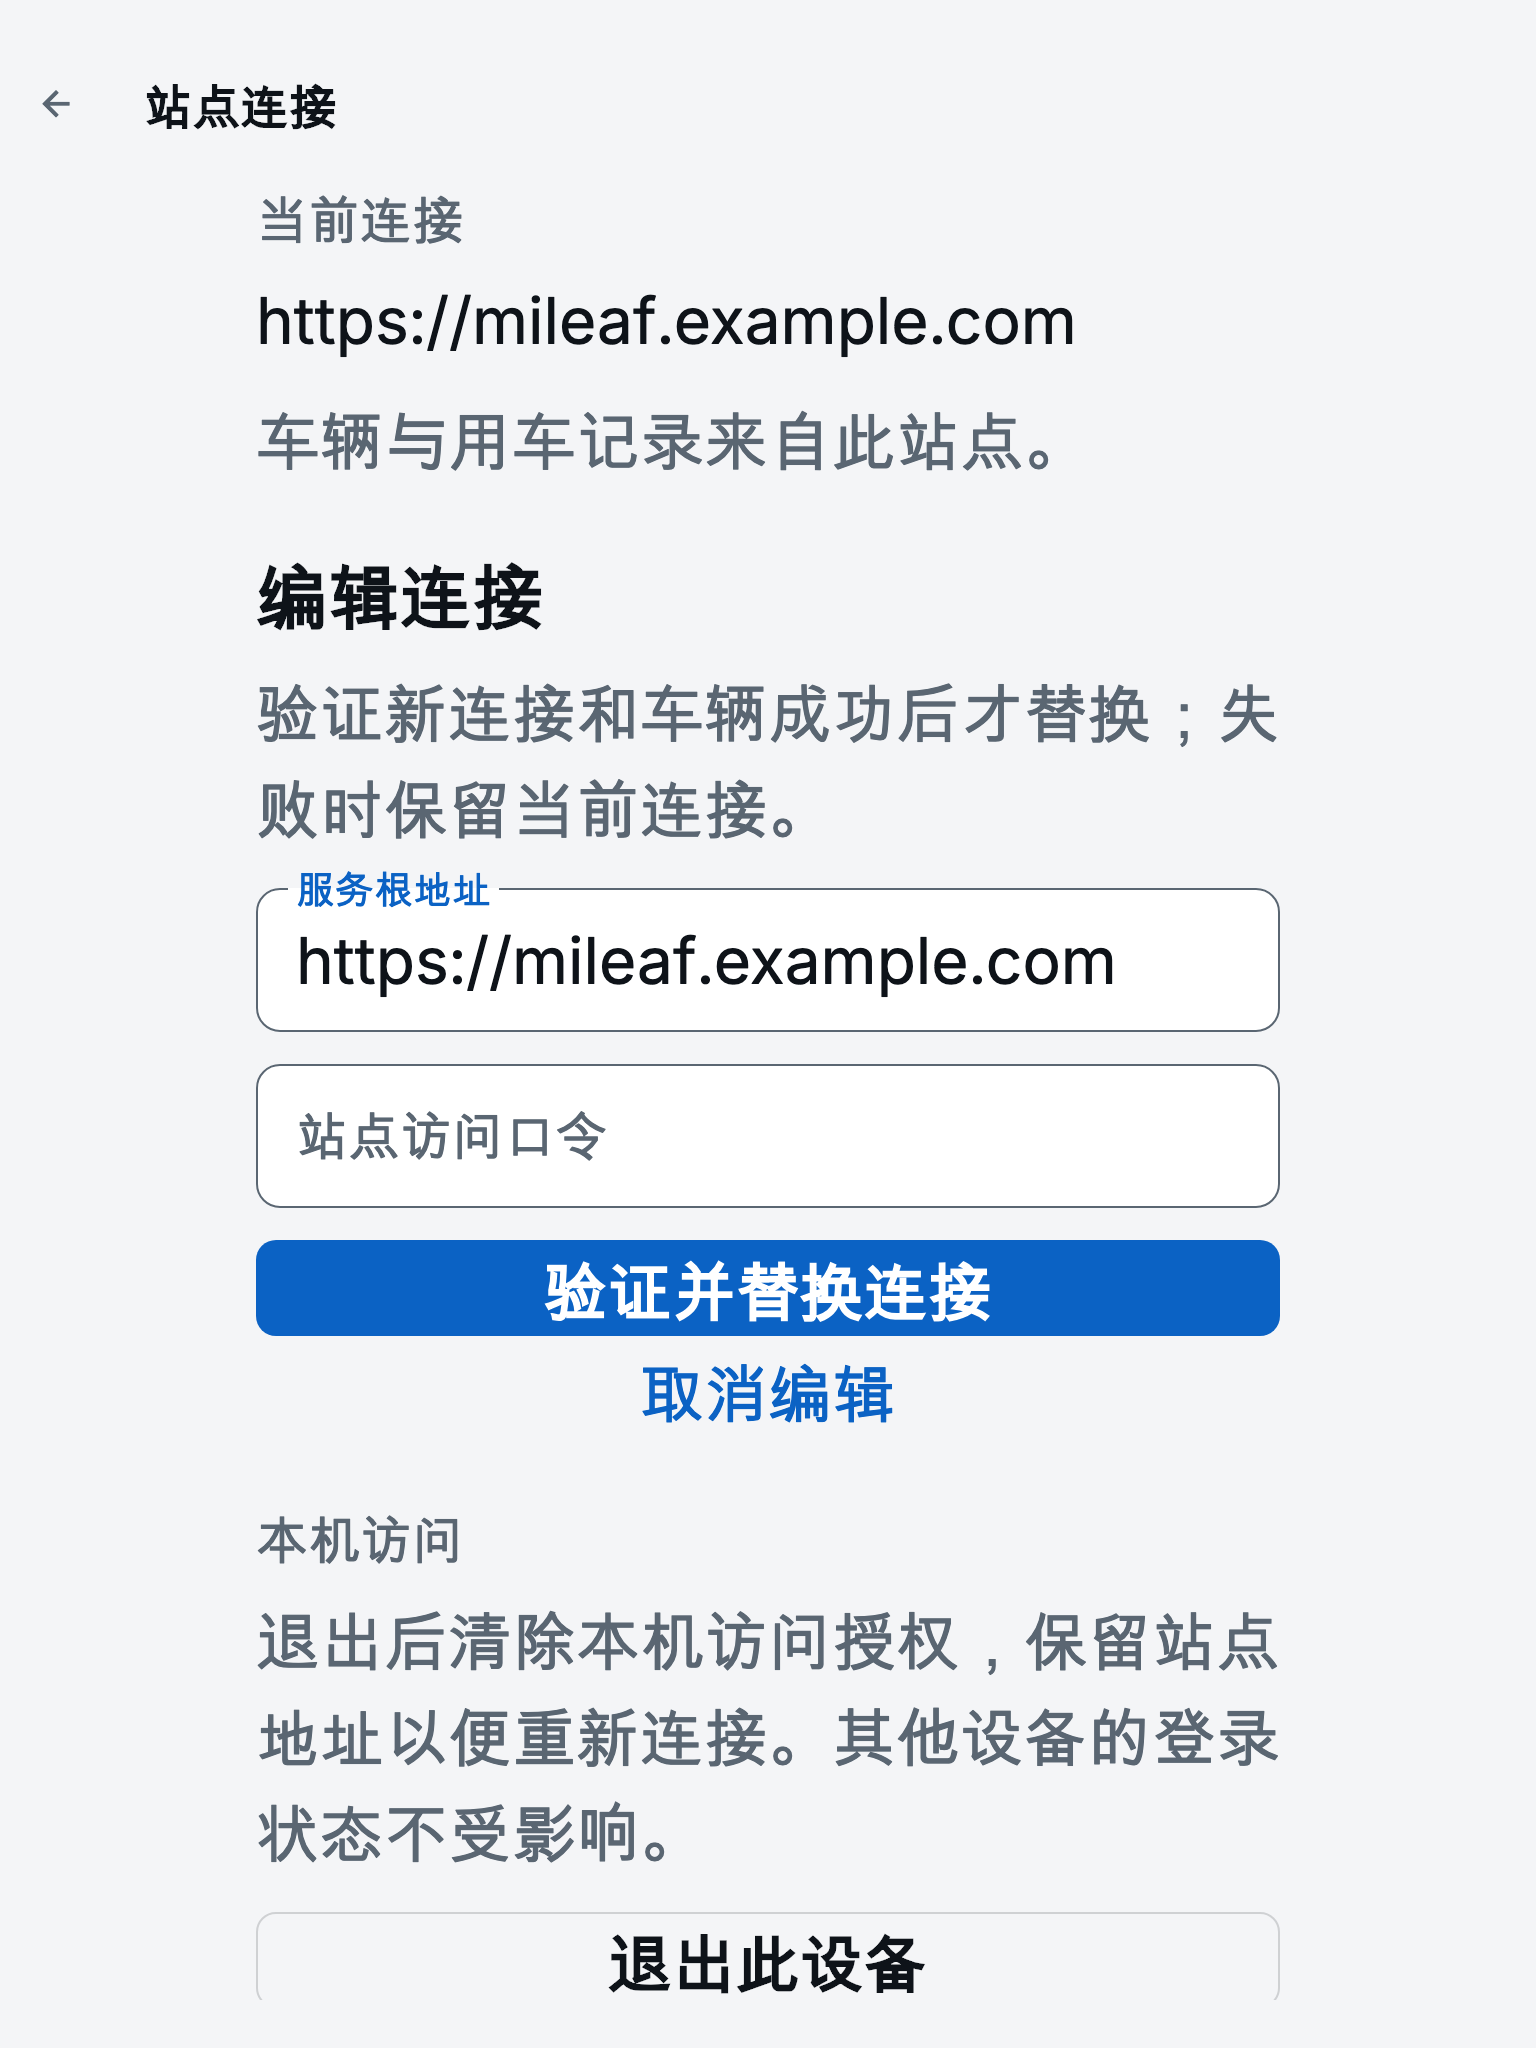 站点连接
当前连接
https://mileaf.example.com
车辆与用车记录来自此站点。
编辑连接
验证新连接和车辆成功后才替换；失
败时保留当前连接。
服务根地址
https://mileaf.example.com
站点访问口令
验证并替换连接
取消编辑
本机访问
退出后清除本机访问授权，保留站点
地址以便重新连接。其他设备的登录
状态不受影响。
退出此设备